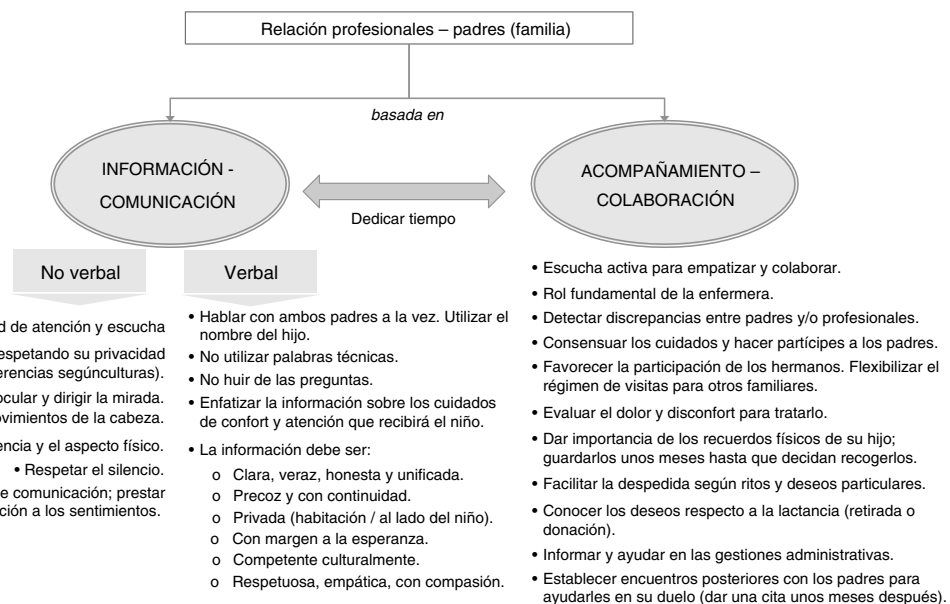 Relación profesionales – padres (familia)
basada en
INFORMACIÓN -
COMUNICACIÓN
Dedicar tiempo
ACOMPAÑAMIENTO –
COLABORACIÓN
No verbal
de atención y escucha
espetando su privacidad
segúnculturas).
ocular y dirigir la mirada.
de la cabeza.
y el aspecto físico.
• Respetar el silencio.
comunicación; prestar
a los sentimientos.
Verbal
• Hablar con ambos padres a la vez. Utilizar el
nombre del hijo.
• No utilizar palabras técnicas.
• No huir de las preguntas.
• Enfatizar la información sobre los cuidados
de confort y atención que recibirá el niño.
• La información debe ser:
o Clara, veraz, honesta y unificada.
o Precoz y con continuidad.
o Privada (habitación / al lado del niño).
o Con margen a la esperanza.
o Competente culturalmente.
o Respetuosa, empática, con compasión.
• Escucha activa para empatizar y colaborar.
• Rol fundamental de la enfermera.
• Detectar discrepancias entre padres y/o profesionales.
• Consensuar los cuidados y hacer partícipes a los padres.
• Favorecer la participación de los hermanos. Flexibilizar el
régimen de visitas para otros familiares.
• Evaluar el dolor y disconfort para tratarlo.
• Dar importancia de los recuerdos físicos de su hijo;
guardarlos unos meses hasta que decidan recogerlos.
• Facilitar la despedida según ritos y deseos particulares.
• Conocer los deseos respecto a la lactancia (retirada o
donación).
• Informar y ayudar en las gestiones administrativas.
• Establecer encuentros posteriores con los padres para
ayudarles en su duelo (dar una cita unos meses después).